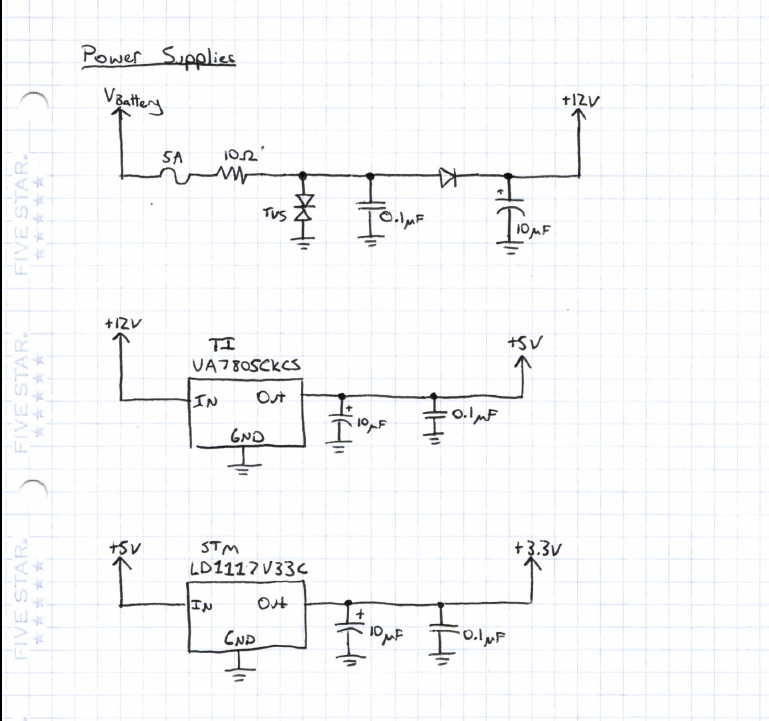 Power Supplies
VBattery
+12V
5A
10Ω
TVS
0.1μF
10μF
+12V
TI
UA7805CKCS
+5V
IN
Out
GND
10μF
0.1μF
+5V
STM
LD1117V33C
+3.3V
IN
Out
GND
10μF
0.1μF
FIVE STAR.
FIVE STAR.
FIVE STAR.